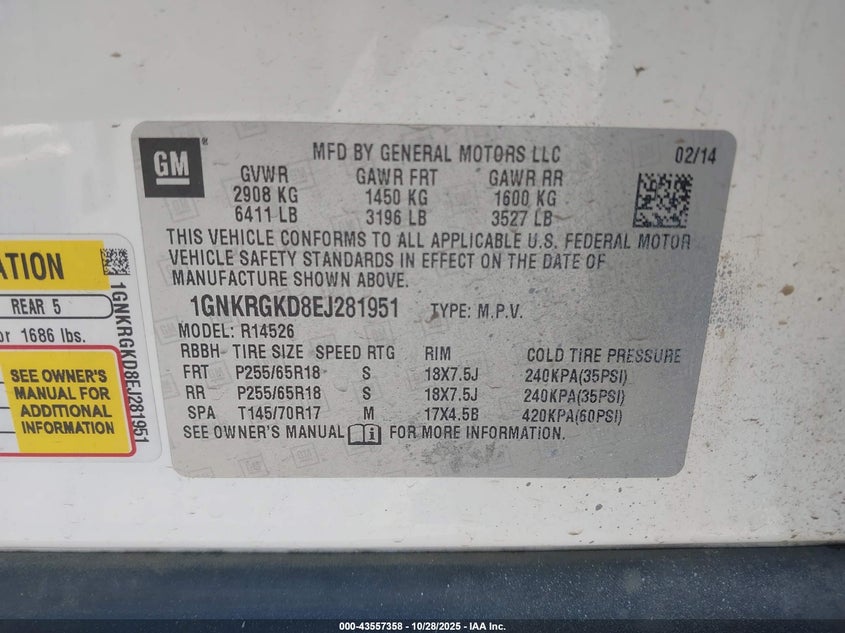 GM
MFD BY GENERAL MOTORS LLC 02/14
GVWR GAWR FRT GAWR RR
2908 KG 1450 KG 1600 KG
6411 LB 3196 LB 3527 LB
THIS VEHICLE CONFORMS TO ALL APPLICABLE U.S. FEDERAL MOTOR
VEHICLE SAFETY STANDARDS IN EFFECT ON THE DATE OF
MANUFACTURE SHOWN ABOVE.
1GNKRGKD8EJ281951 TYPE: M.P.V.
MODEL: R14526
RBBH- TIRE SIZE SPEED RTG RIM COLD TIRE PRESSURE
FRT P255/65R18 S 18X7.5J 240KPA(35PSI)
RR P255/65R18 S 18X7.5J 240KPA(35PSI)
SPA T145/70R17 M 17X4.5B 420KPA(60PSI)
SEE OWNER'S MANUAL FOR MORE INFORMATION.
ATION
REAR 5
or 1686 lbs.
SEE OWNER'S
MANUAL FOR
ADDITIONAL
INFORMATION
1GNKRGKD8EJ281951
000-43557358 - 10/28/2025 - IAA Inc.